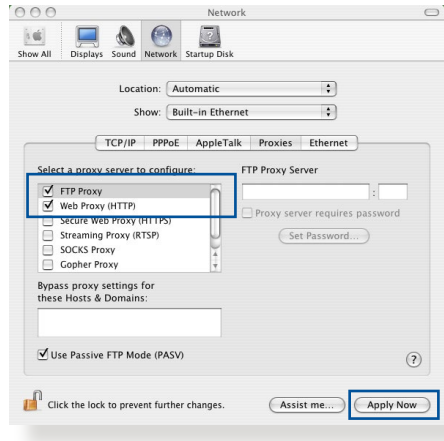 Network
Show All Displays Sound Network Startup Disk
Location: Automatic
Show: Built-in Ethernet
TCP/IP PPPoE AppleTalk Proxies Ethernet
Select a proxy server to configure: FTP Proxy Server
FTP Proxy
Web Proxy (HTTP)
:
Secure Web Proxy (HTTPS)
Proxy server requires password
Streaming Proxy (RTSP)
Set Password...
SOCKS Proxy
Gopher Proxy
Bypass proxy settings for
these Hosts & Domains:
Use Passive FTP Mode (PASV)
?
Click the lock to prevent further changes. Assist me... Apply Now